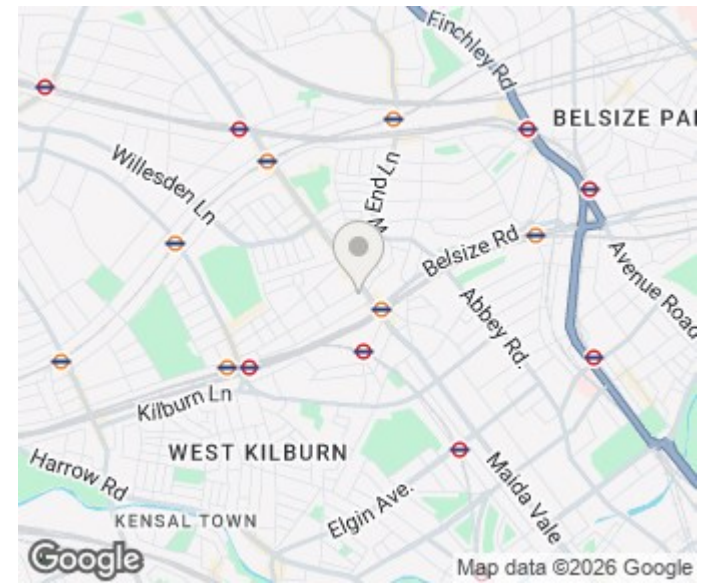 Finchley Rd
BELSIZE PAI
Willesden Ln
W End Ln
Belsize Rd
Avenue Road
Abbey Rd.
Kilburn Ln
WEST KILBURN
Harrow Rd
Maida Vale
Elgin Ave.
KENSAL TOWN
Google
Map data ©2026 Google